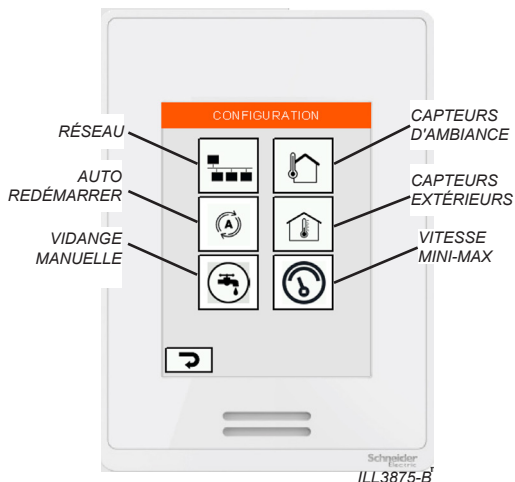 CONFIGURATION
RÉSEAU
CAPTEURS
D'AMBIANCE
AUTO
REDÉMARRER
A
CAPTEURS
EXTÉRIEURS
VIDANGE
MANUELLE
VITESSE
MINI-MAX
Schneider
Electric
ILL3875-B